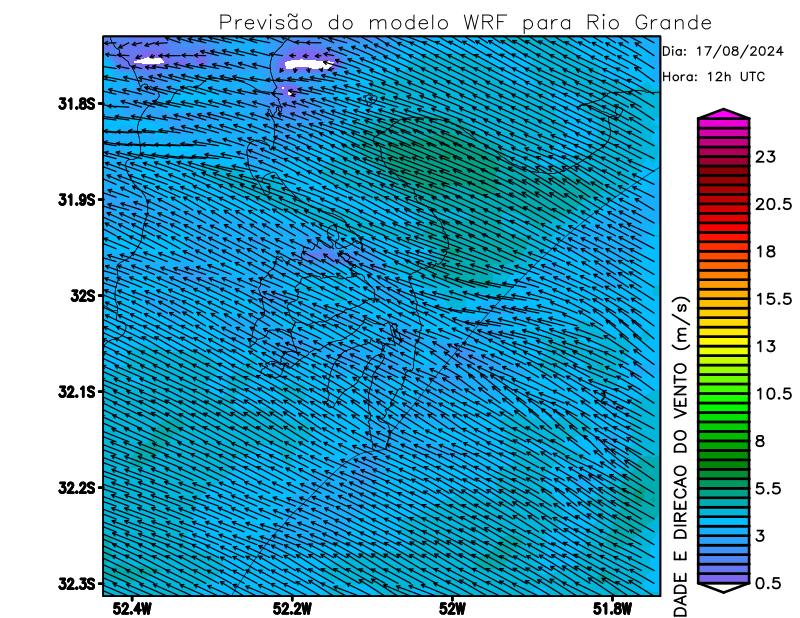 Previsão do modelo WRF para Rio Grande
Dia: 17/08/2024
Hora: 12h UTC
31.8S
31.9S
32S
32.1S
32.2S
32.3S
52.4W
52.2W
52W
51.8W
DADE E DIRECAO DO VENTO (m/s)
23
20.5
18
15.5
13
10.5
8
5.5
3
0.5